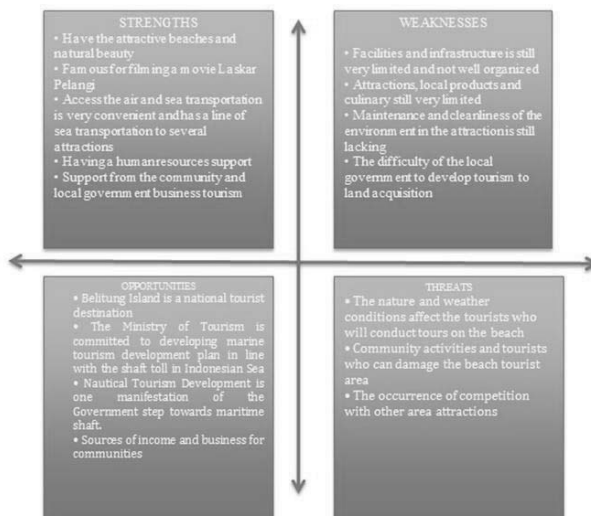 STRENGTHS
• Have the attractive beaches and
natural beauty
• Famous for filming a movie Laskar
Pelangi
• Access the air and sea transportation
is very convenient and has a line of
sea transportation to several
attractions
• Having a human resources support
• Support from the community and
local government business tourism
WEAKNESSES
• Facilities and infrastructure is still
very limited and not well organized
• Attractions, local products and
culinary still very limited
• Maintenance and cleanliness of the
environment in the attraction is still
lacking
• The difficulty of the local
government to develop tourism to
land acquisition
OPPORTUNITIES
• Belitung Island is a national tourist
destination
• The Ministry of Tourism is
committed to developing marine
tourism development plan in line
with the shaft toll in Indonesian Sea
• Nautical Tourism Development is
one manifestation of the
Government step towards maritime
shaft.
• Sources of income and business for
communities
THREATS
• The nature and weather
conditions affect the tourists who
will conduct tours on the beach
• Community activities and tourists
who can damage the beach tourist
area
• The occurrence of competition
with other area attractions